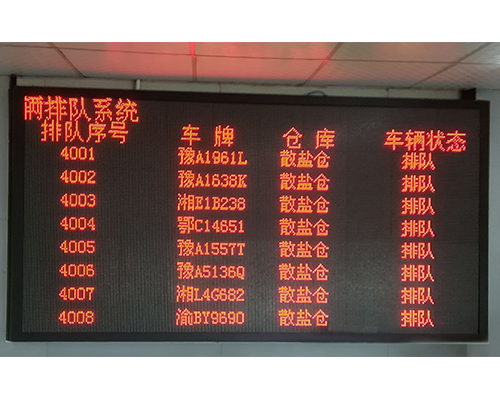 辆排队系统
排队序号 车牌 仓库 车辆状态
4001 豫A1961L 散盐仓 排队
4002 豫A1638K 散盐仓 排队
4003 湘E1B238 散盐仓 排队
4004 鄂C14651 散盐仓 排队
4005 豫A1557T 散盐仓 排队
4006 豫A5136Q 散盐仓 排队
4007 湘L4G682 散盐仓 排队
4008 渝BY9690 散盐仓 排队